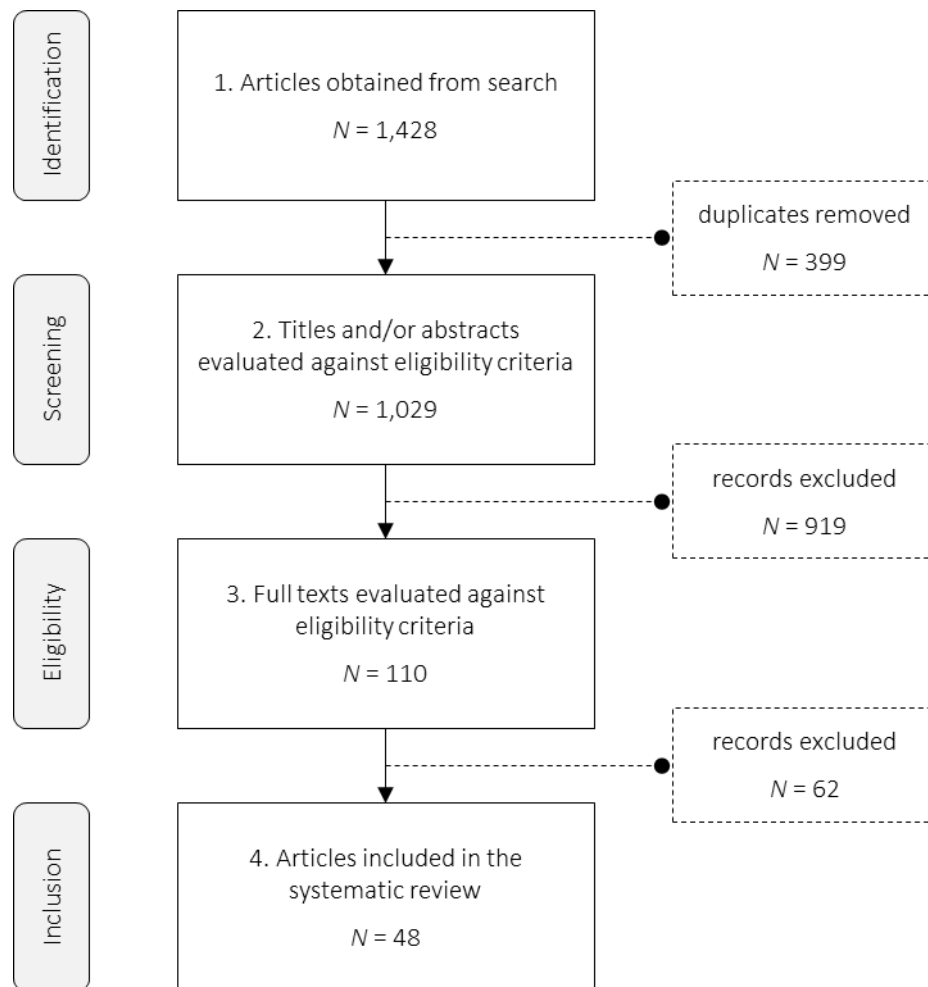 Identification
1. Articles obtained from search
N = 1,428
duplicates removed
N = 399
Screening
2. Titles and/or abstracts
evaluated against eligibility criteria
N = 1,029
records excluded
N = 919
Eligibility
3. Full texts evaluated against
eligibility criteria
N = 110
records excluded
N = 62
Inclusion
4. Articles included in the
systematic review
N = 48